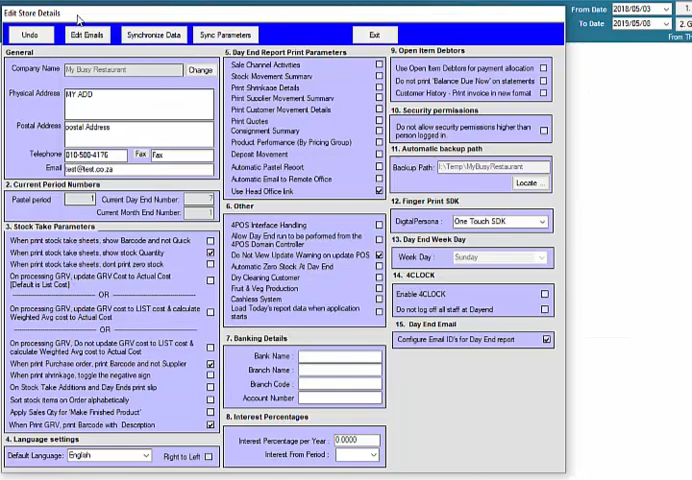 Edit Store Details
From Date 2018/05/03 1.
To Date 2019/05/08 2. G
From TH
Undo Edit Emails Synchronize Data Sync Parameters Exit
General
Company Name My Busy Restaurant Change
Physical Address MY ADD
Postal Address postal Address
Telephone 010-500-4176 Fax Fax
Email test@test.co.za
2. Current Period Numbers
Pastel period 1 Current Day End Number: 7
Current Month End Number: 1
3. Stock Take Parameters
When print stock take sheets, show Barcode and not Quick
When print stock take sheets, show stock Quantity
When print stock take sheets, dont print zero stock
On processing GRV, update GRV Cost to Actual Cost
[Default is List Cost]
OR
On processing GRV, update GRV cost to LIST cost & calculate
Weighted Avg cost to Actual Cost
OR
On processing GRV, Do not update GRV cost to LIST cost &
calculate Weighted Avg cost to Actual Cost
When print Purchase order, print Barcode and not Supplier
When print shrinkage, toggle the negative sign
On Stock Take Additions and Day Ends print slip
Sort stock items on Order alphabetically
Apply Sales Qty for 'Make Finished Product'
When Print GRV, print Barcode with Description
4. Language settings
Default Language: English Right to Left
5. Day End Report Print Parameters
Sale Channel Activities
Stock Movement Summary
Print Shrinkage Details
Print Supplier Movement Summary
Print Customer Movement Details
Print Quotes
Consignment Summary
Product Performance (By Pricing Group)
Deposit Movement
Automatic Pastel Report
Automatic Email to Remote Office
Use Head Office link
6. Other
4POS Interface Handling
Allow Day End run to be performed from the
4POS Domain Controller
Do Not View Update Warning on update POS
Automatic Zero Stock At Day End
Dry Cleaning Customer
Fruit & Veg Production
Cashless System
Load Today's report data when application
starts
7. Banking Details
Bank Name :
Branch Name :
Branch Code :
Account Number
8. Interest Percentages
Interest Percentage per Year : 0.0000
Interest From Period :
9. Open Item Debtors
Use Open Item Debtors for payment allocation
Do not print 'Balance Due Now' on statements
Customer History - Print invoice in new format
10. Security permissions
Do not allow security permissions higher than
person logged in
11. Automatic backup path
Backup Path: I:\Temp\MyBusyRestaurant
Locate ...
12. Finger Print SDK
DigitalPersona : One Touch SDK
13. Day End Week Day
Week Day : Sunday
14. 4CLOCK
Enable 4CLOCK
Do not log off all staff at Dayend
15. Day End Email
Configure Email ID's for Day End report